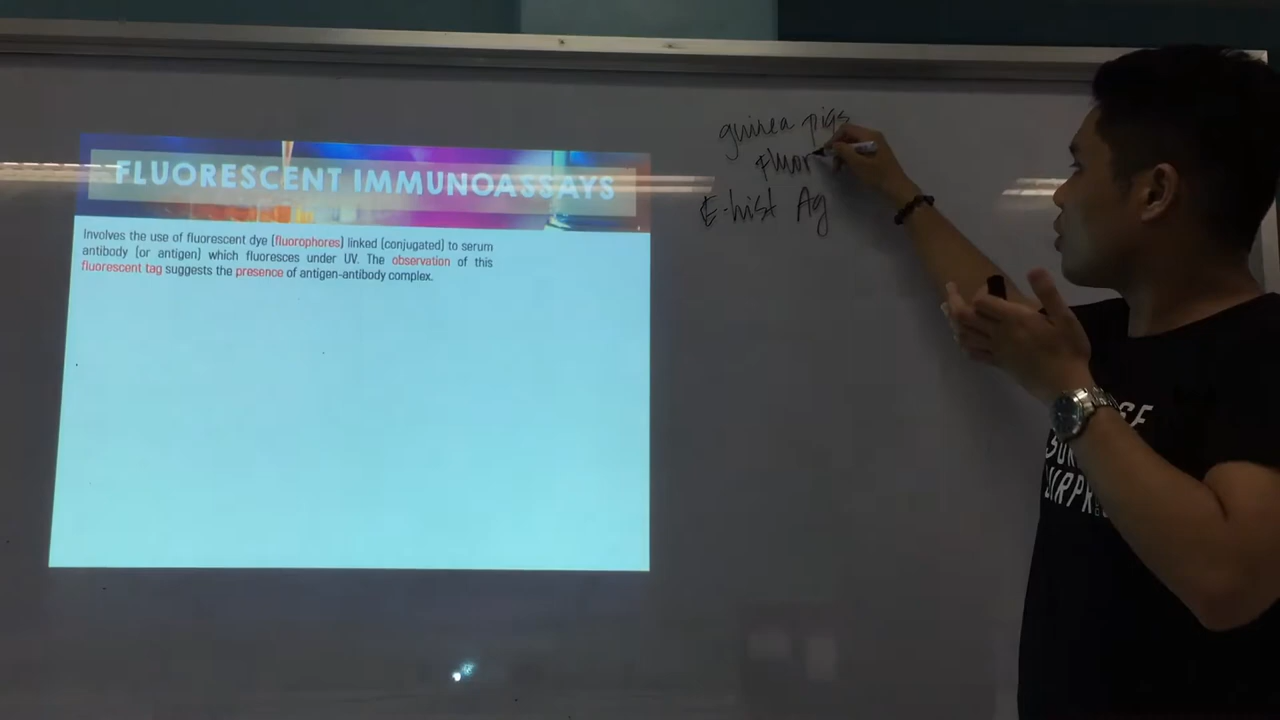 FLUORESCENT IMMUNOASSAYS
Involves the use of fluorescent dye (fluorophores) linked (conjugated) to serum
antibody (or antigen) which fluoresces under UV. The observation of this
fluorescent tag suggests the presence of antigen-antibody complex.
guinea pigs
Fluor
E-hist Ag